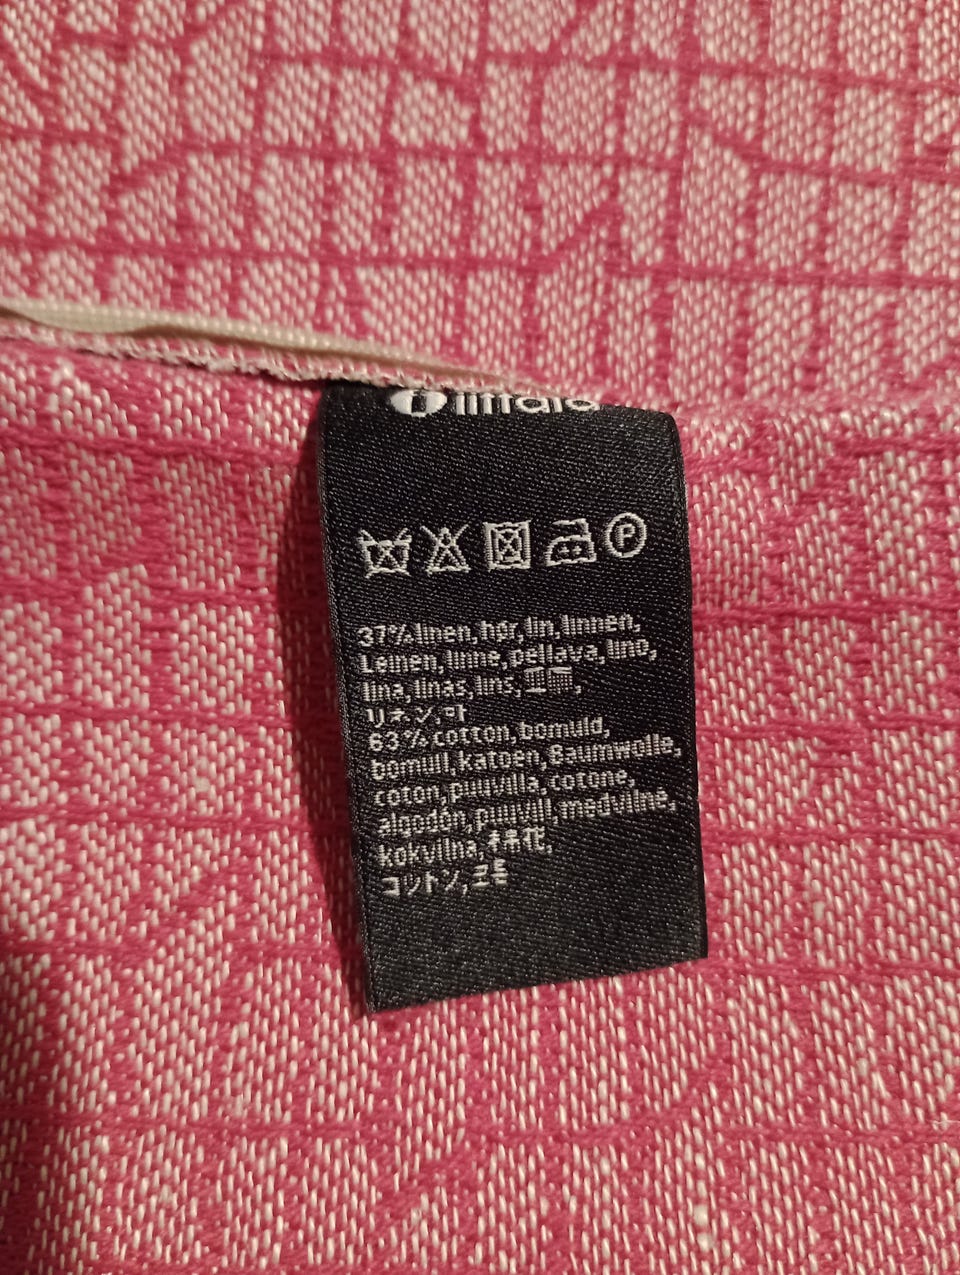 37% linen, hør, lin, linnen,
Leinen, linne, pellava, lino,
lina, linas, lins, 亚麻,
リネン, 마
63% cotton, bomuld,
bomull, katoen, Baumwolle,
coton, puuvilla, cotone,
algodón, puuvill, medvilnė,
kokvilna, 棉花,
コットン, 코튼